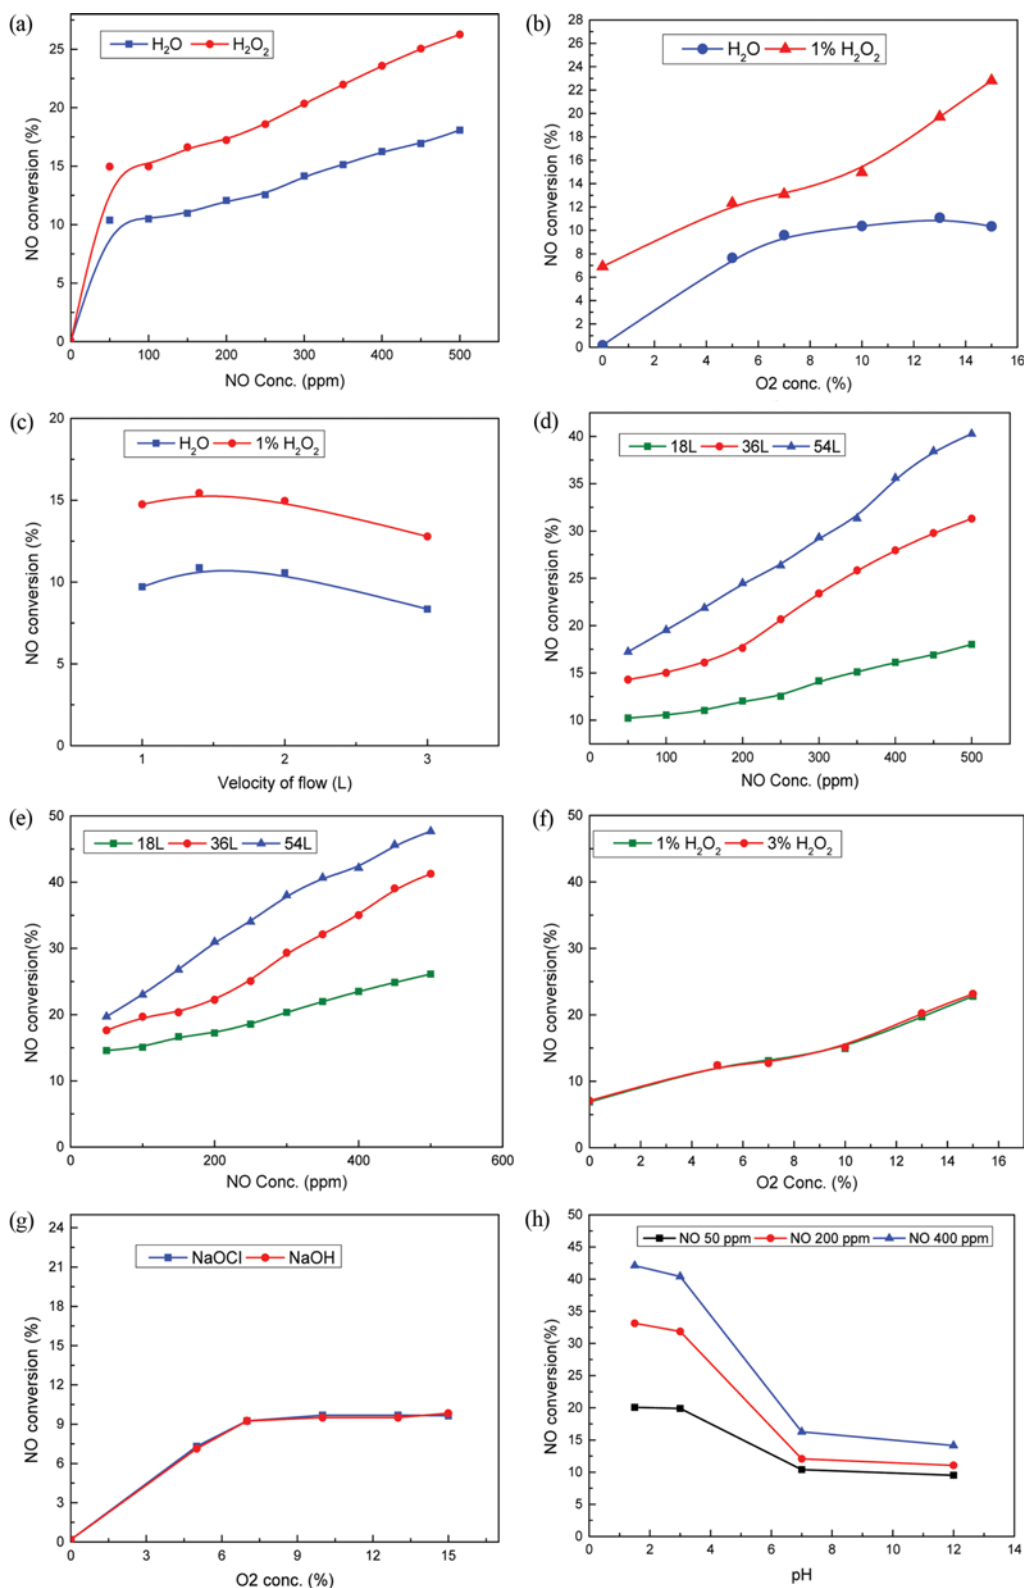 (a)
H₂O H₂O₂
25
20
15
10
5
0
0 100 200 300 400 500
NO Conc. (ppm)
NO conversion (%)
(b)
H₂O 1% H₂O₂
28
26
24
22
20
18
16
14
12
10
8
6
4
2
0
0 2 4 6 8 10 12 14 16
O2 conc. (%)
NO conversion (%)
(c)
H₂O 1% H₂O₂
20
15
10
5
0
1 2 3
Velocity of flow (L)
NO conversion (%)
(d)
18L 36L 54L
40
35
30
25
20
15
10
0 100 200 300 400 500
NO Conc. (ppm)
NO conversion (%)
(e)
18L 36L 54L
50
40
30
20
10
0
0 200 400 600
NO Conc. (ppm)
NO conversion(%)
(f)
1% H₂O₂ 3% H₂O₂
50
40
30
20
10
0
0 2 4 6 8 10 12 14 16
O2 Conc. (%)
NO conversion(%)
(g)
NaOCl NaOH
24
21
18
15
12
9
6
3
0
0 3 6 9 12 15
O2 conc. (%)
NO conversion (%)
(h)
NO 50 ppm NO 200 ppm NO 400 ppm
50
45
40
35
30
25
20
15
10
5
0
0 2 4 6 8 10 12 14
pH
NO conversion(%)